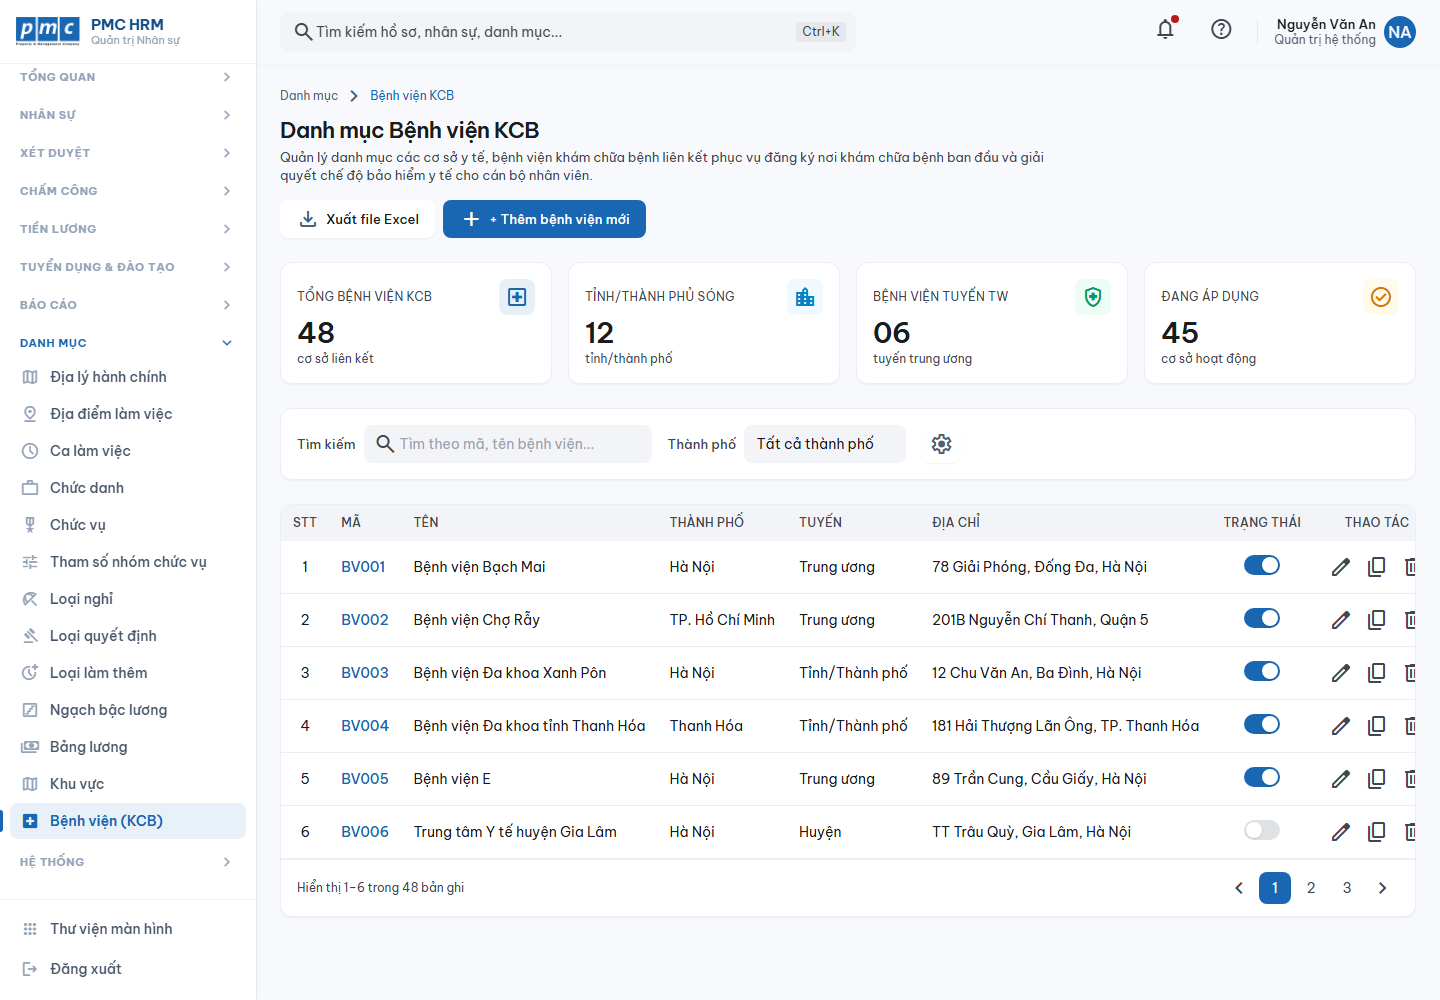 pmc
PMC HRM
Quản trị Nhân sự
TỔNG QUAN
NHÂN SỰ
XÉT DUYỆT
CHẤM CÔNG
TIỀN LƯƠNG
TUYỂN DỤNG & ĐÀO TẠO
BÁO CÁO
DANH MỤC
Địa lý hành chính
Địa điểm làm việc
Ca làm việc
Chức danh
Chức vụ
Tham số nhóm chức vụ
Loại nghỉ
Loại quyết định
Loại làm thêm
Ngạch bậc lương
Bảng lương
Khu vực
Bệnh viện (KCB)
HỆ THỐNG
Thư viện màn hình
Đăng xuất
Tìm kiếm hồ sơ, nhân sự, danh mục... Ctrl+K
Nguyễn Văn An
Quản trị hệ thống
NA
Danh mục Bệnh viện KCB
Danh mục Bệnh viện KCB
Quản lý danh mục các cơ sở y tế, bệnh viện khám chữa bệnh liên kết phục vụ đăng ký nơi khám chữa bệnh ban đầu và giải
quyết chế độ bảo hiểm y tế cho cán bộ nhân viên.
Xuất file Excel
+ Thêm bệnh viện mới
TỔNG BỆNH VIỆN KCB
48
cơ sở liên kết
TỈNH/THÀNH PHỦ SÓNG
12
tỉnh/thành phố
BỆNH VIỆN TUYẾN TW
06
tuyến trung ương
ĐANG ÁP DỤNG
45
cơ sở hoạt động
Tìm kiếm Tìm theo mã, tên bệnh viện... Thành phố Tất cả thành phố
STT MÃ TÊN THÀNH PHỐ TUYẾN ĐỊA CHỈ TRẠNG THÁI THAO TÁC
1 BV001 Bệnh viện Bạch Mai Hà Nội Trung ương 78 Giải Phóng, Đống Đa, Hà Nội
2 BV002 Bệnh viện Chợ Rẫy TP. Hồ Chí Minh Trung ương 201B Nguyễn Chí Thanh, Quận 5
3 BV003 Bệnh viện Đa khoa Xanh Pôn Hà Nội Tỉnh/Thành phố 12 Chu Văn An, Ba Đình, Hà Nội
4 BV004 Bệnh viện Đa khoa tỉnh Thanh Hóa Thanh Hóa Tỉnh/Thành phố 181 Hải Thượng Lãn Ông, TP. Thanh Hóa
5 BV005 Bệnh viện E Hà Nội Trung ương 89 Trần Cung, Cầu Giấy, Hà Nội
6 BV006 Trung tâm Y tế huyện Gia Lâm Hà Nội Huyện TT Trâu Quỳ, Gia Lâm, Hà Nội
Hiển thị 1–6 trong 48 bản ghi
1 2 3